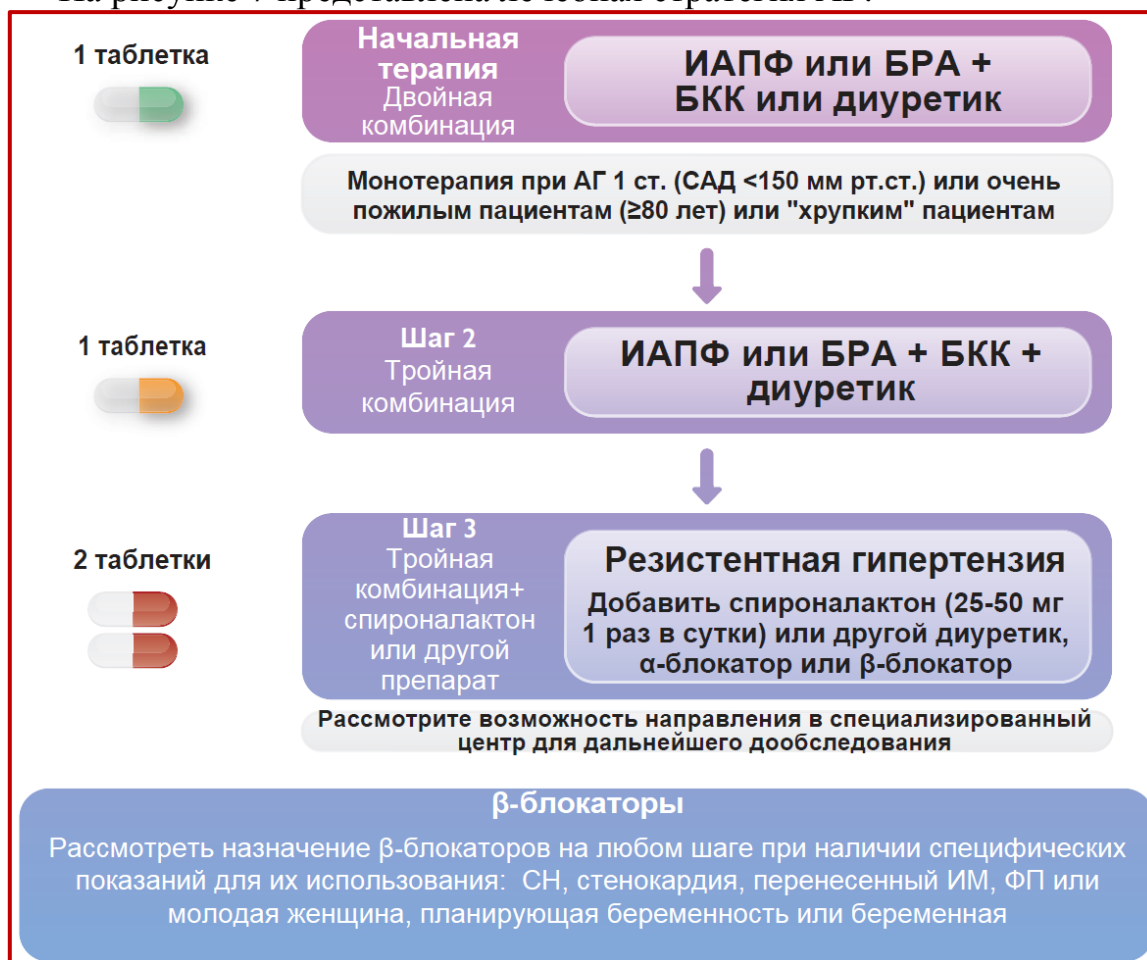 1 таблетка
Начальная
терапия
Двойная
комбинация
ИАПФ или БРА +
БКК или диуретик
Монотерапия при АГ 1 ст. (САД <150 мм рт.ст.) или очень
пожилым пациентам (≥80 лет) или "хрупким" пациентам
1 таблетка
Шаг 2
Тройная
комбинация
ИАПФ или БРА + БКК +
диуретик
2 таблетки
Шаг 3
Тройная
комбинация+
спироналактон
или другой
препарат
Резистентная гипертензия
Добавить спироналактон (25-50 мг
1 раз в сутки) или другой диуретик,
α-блокатор или β-блокатор
Рассмотрите возможность направления в специализированный
центр для дальнейшего дообследования
β-блокаторы
Рассмотреть назначение β-блокаторов на любом шаге при наличии специфических
показаний для их использования: СН, стенокардия, перенесенный ИМ, ФП или
молодая женщина, планирующая беременность или беременная